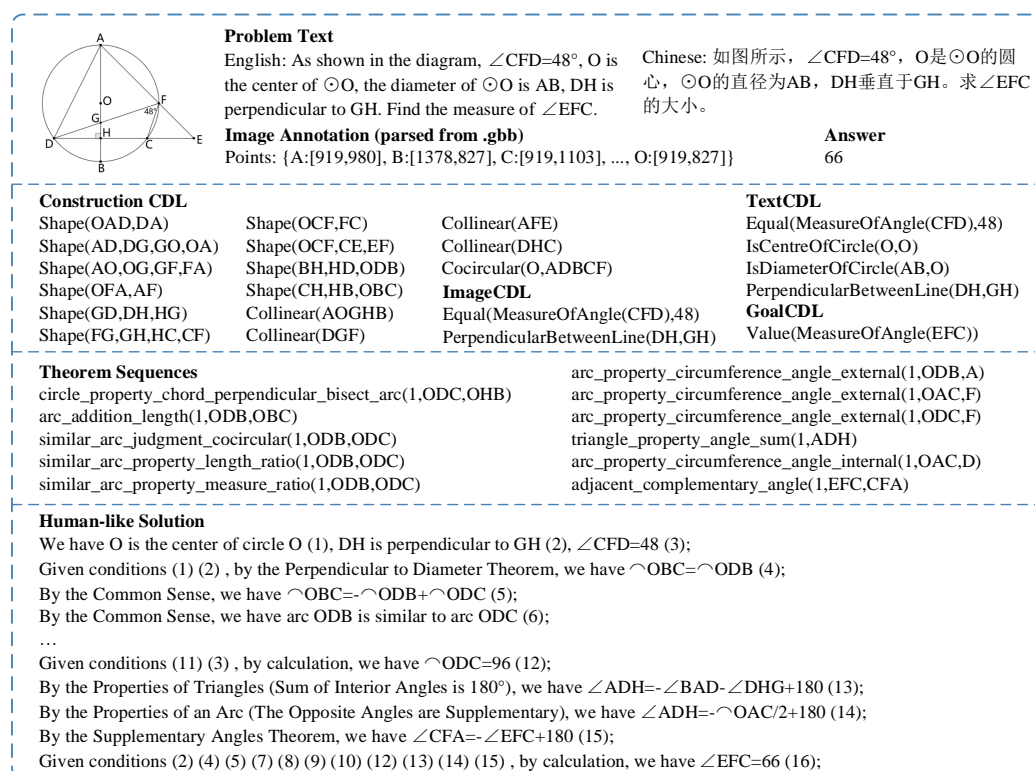 A
O
F
48°
G
H
D
C
E
B
Problem Text
English: As shown in the diagram, ∠CFD=48°, O is
the center of ⊙O, the diameter of ⊙O is AB, DH is
perpendicular to GH. Find the measure of ∠EFC.
Chinese: 如图所示，∠CFD=48°，O是⊙O的圆
心，⊙O的直径为AB，DH垂直于GH。求∠EFC
的大小。
Image Annotation (parsed from .gbb)
Points: {A:[919,980], B:[1378,827], C:[919,1103], ..., O:[919,827]}
Answer
66
Construction CDL
Shape(OAD,DA)
Shape(AD,DG,GO,OA)
Shape(AO,OG,GF,FA)
Shape(OFA,AF)
Shape(GD,DH,HG)
Shape(FG,GH,HC,CF)
Shape(OCF,FC)
Shape(OCF,CE,EF)
Shape(BH,HD,ODB)
Shape(CH,HB,OBC)
Collinear(AOGHB)
Collinear(DGF)
Collinear(AFE)
Collinear(DHC)
Cocircular(O,ADBCF)
ImageCDL
Equal(MeasureOfAngle(CFD),48)
PerpendicularBetweenLine(DH,GH)
TextCDL
Equal(MeasureOfAngle(CFD),48)
IsCentreOfCircle(O,O)
IsDiameterOfCircle(AB,O)
PerpendicularBetweenLine(DH,GH)
GoalCDL
Value(MeasureOfAngle(EFC))
Theorem Sequences
circle_property_chord_perpendicular_bisect_arc(1,ODC,OHB)
arc_addition_length(1,ODB,OBC)
similar_arc_judgment_cocircular(1,ODB,ODC)
similar_arc_property_length_ratio(1,ODB,ODC)
similar_arc_property_measure_ratio(1,ODB,ODC)
arc_property_circumference_angle_external(1,ODB,A)
arc_property_circumference_angle_external(1,OAC,F)
arc_property_circumference_angle_external(1,ODC,F)
triangle_property_angle_sum(1,ADH)
arc_property_circumference_angle_internal(1,OAC,D)
adjacent_complementary_angle(1,EFC,CFA)
Human-like Solution
We have O is the center of circle O (1), DH is perpendicular to GH (2), ∠CFD=48 (3);
Given conditions (1) (2) , by the Perpendicular to Diameter Theorem, we have ⌒OBC=⌒ODB (4);
By the Common Sense, we have ⌒OBC=-⌒ODB+⌒ODC (5);
By the Common Sense, we have arc ODB is similar to arc ODC (6);
…
Given conditions (11) (3) , by calculation, we have ⌒ODC=96 (12);
By the Properties of Triangles (Sum of Interior Angles is 180°), we have ∠ADH=-∠BAD-∠DHG+180 (13);
By the Properties of an Arc (The Opposite Angles are Supplementary), we have ∠ADH=-⌒OAC/2+180 (14);
By the Supplementary Angles Theorem, we have ∠CFA=-∠EFC+180 (15);
Given conditions (2) (4) (5) (7) (8) (9) (10) (12) (13) (14) (15) , by calculation, we have ∠EFC=66 (16);